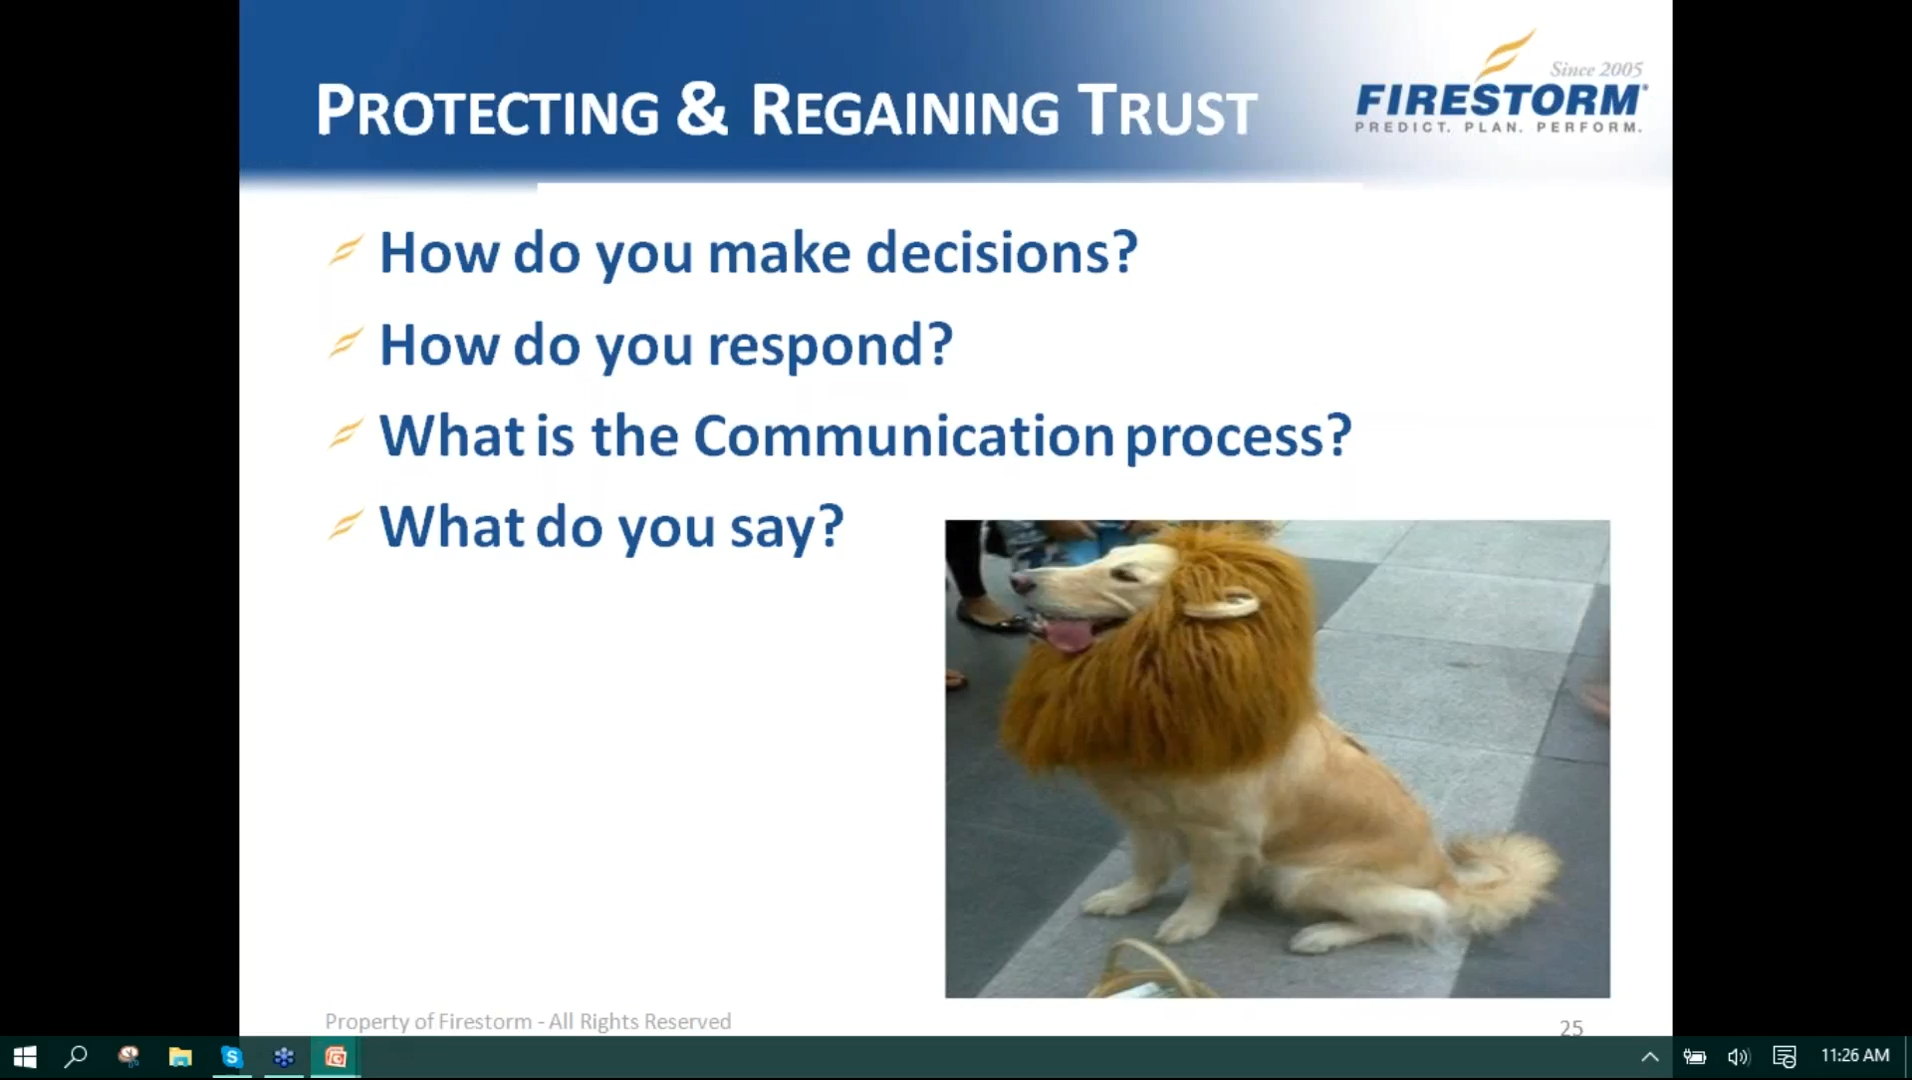 PROTECTING & REGAINING TRUST
Since 2005
FIRESTORM®
PREDICT. PLAN. PERFORM.
How do you make decisions?
How do you respond?
What is the Communication process?
What do you say?
Property of Firestorm - All Rights Reserved
25
11:26 AM